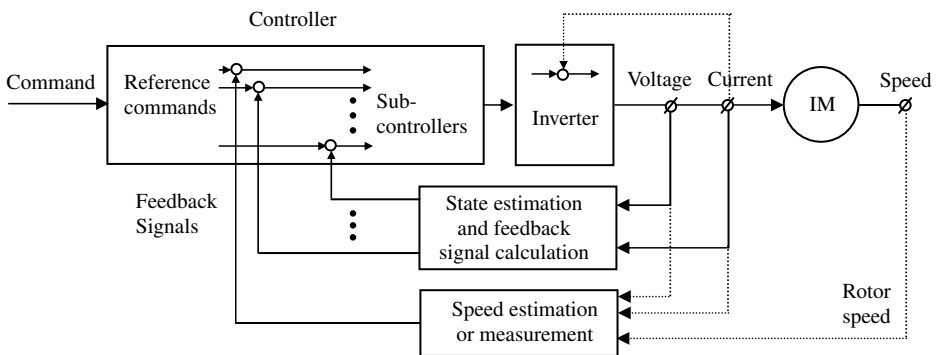 Controller
Command
Reference
commands
Sub-
controllers
Inverter
Voltage
Current
IM
Speed
Feedback
Signals
State estimation
and feedback
signal calculation
Speed estimation
or measurement
Rotor
speed